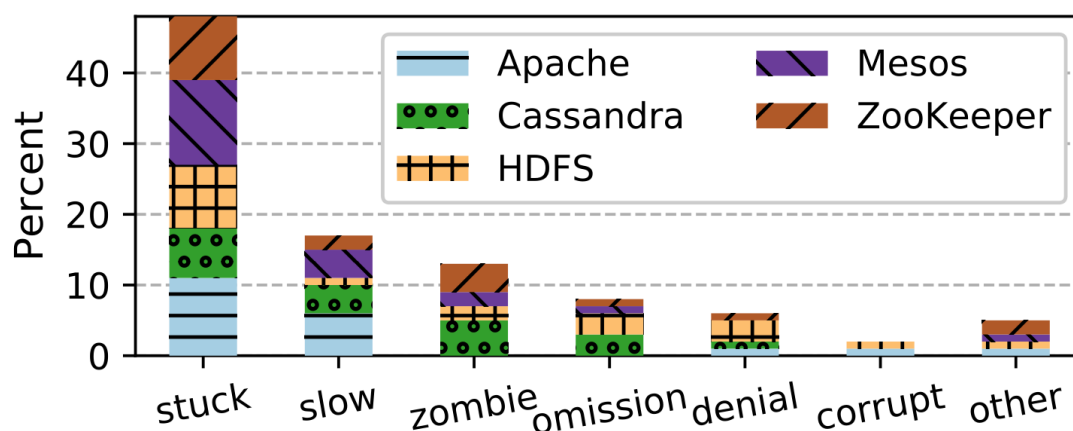 Percent
40
30
20
10
0
Apache
Cassandra
HDFS
Mesos
ZooKeeper
stuck
slow
zombie
omission
denial
corrupt
other